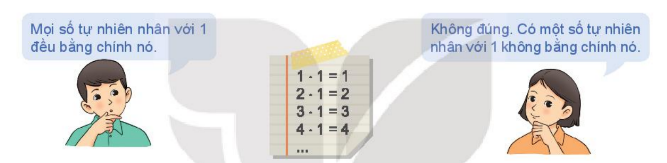 Mọi số tự nhiên nhân với 1
đều bằng chính nó.
Không đúng. Có một số tự nhiên
nhân với 1 không bằng chính nó.
1 · 1 = 1
2 · 1 = 2
3 · 1 = 3
4 · 1 = 4
...